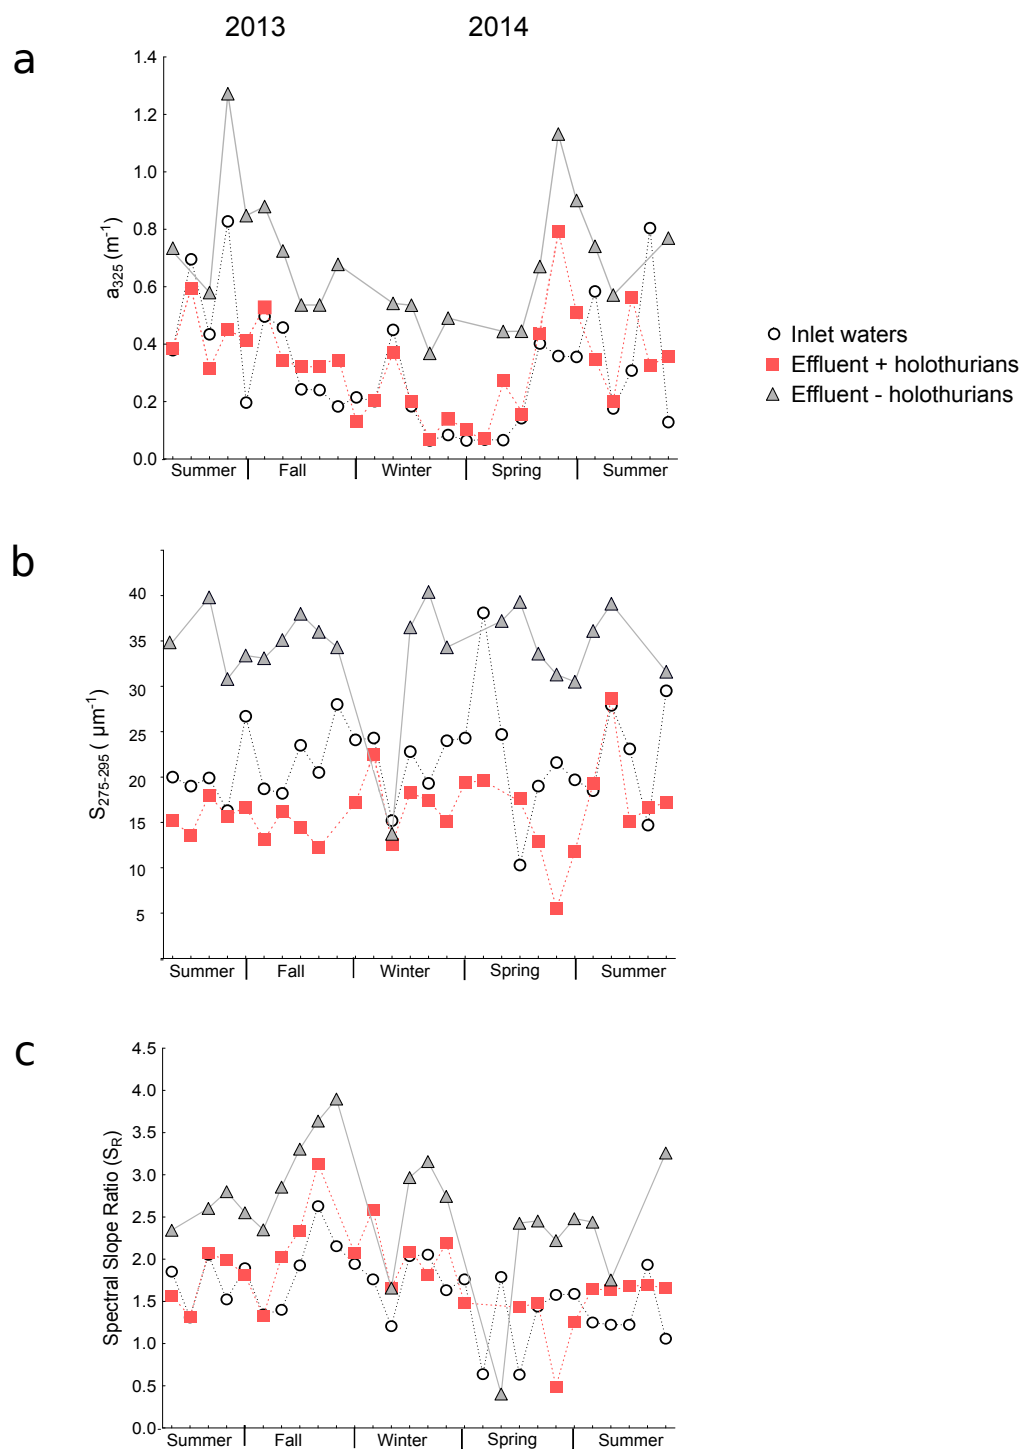 2013 2014
a
1.4
1.2
1.0
0.8
0.6
0.4
0.2
0.0
a325 (m-1)
Summer Fall Winter Spring Summer
Inlet waters
Effluent + holothurians
Effluent - holothurians
b
40
35
30
25
20
15
10
5
S275-295 ( µm-1)
Summer Fall Winter Spring Summer
c
4.5
4.0
3.5
3.0
2.5
2.0
1.5
1.0
0.5
0.0
Spectral Slope Ratio (SR)
Summer Fall Winter Spring Summer